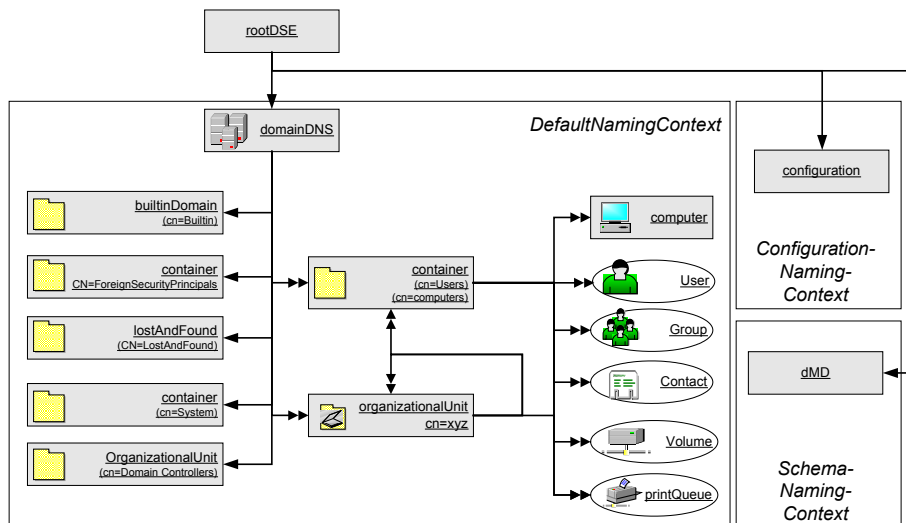 rootDSE
domainDNS
DefaultNamingContext
builtinDomain
(cn=Builtin)
container
CN=ForeignSecurityPrincipals
lostAndFound
(CN=LostAndFound)
container
(cn=System)
OrganizationalUnit
(cn=Domain Controllers)
container
(cn=Users)
(cn=computers)
organizationalUnit
cn=xyz
computer
User
Group
Contact
Volume
printQueue
configuration
Configuration-
Naming-
Context
dMD
Schema-
Naming-
Context